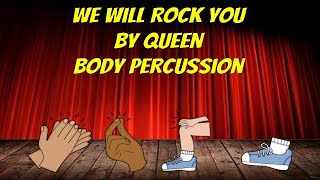 WE WILL ROCK YOU
BY QUEEN
BODY PERCUSSION